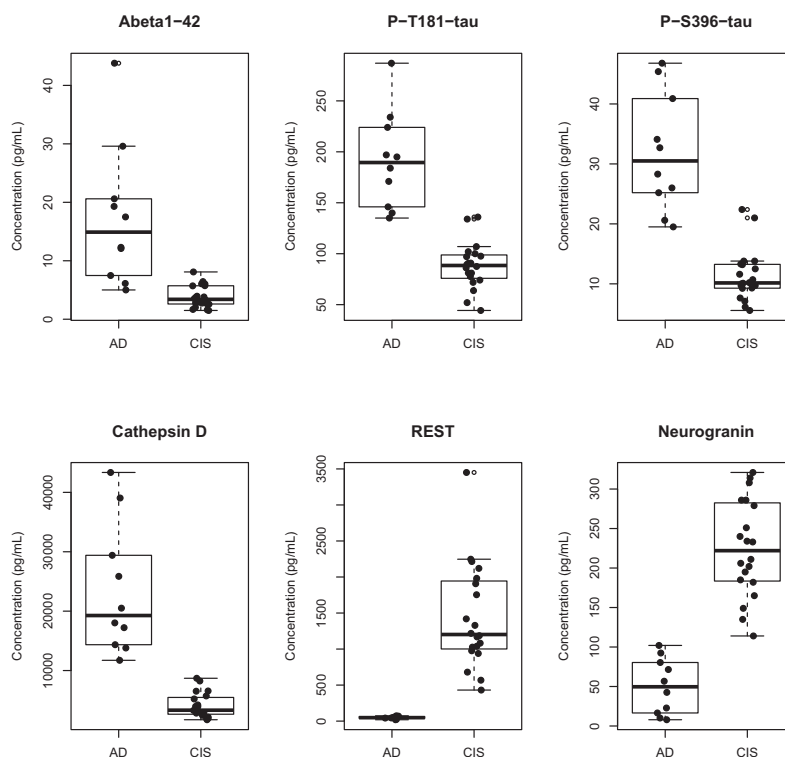 Abeta1−42
P−T181−tau
P−S396−tau
Concentration (pg/mL)
0 10 20 30 40
AD CIS
Concentration (pg/mL)
50 100 150 200 250
AD CIS
Concentration (pg/mL)
10 20 30 40
AD CIS
Cathepsin D
REST
Neurogranin
Concentration (pg/mL)
10000 20000 30000 40000
AD CIS
Concentration (pg/mL)
0 500 1500 2500 3500
AD CIS
Concentration (pg/mL)
0 50 100 150 200 250 300
AD CIS